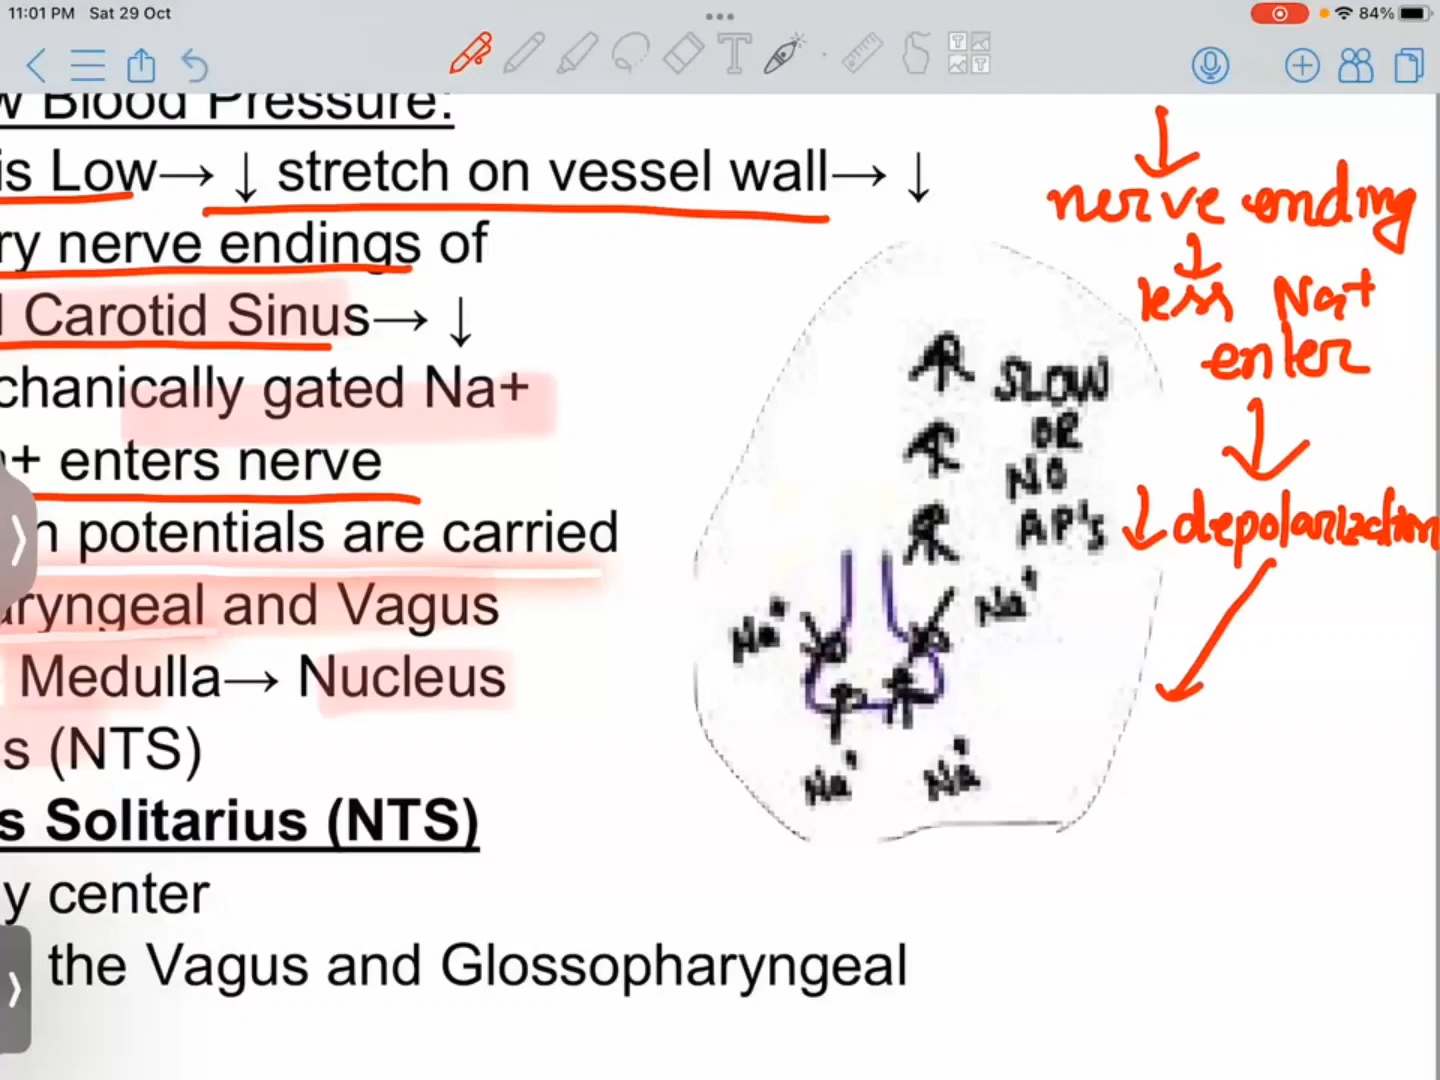 11:01 PM Sat 29 Oct
84%
w Blood Pressure:
is Low→ ↓ stretch on vessel wall→ ↓
ry nerve endings of
Carotid Sinus→ ↓
chanically gated Na+
+ enters nerve
n potentials are carried
aryngeal and Vagus
Medulla→ Nucleus
s (NTS)
s Solitarius (NTS)
y center
the Vagus and Glossopharyngeal
SLOW
OR
NO
AP's
Na+
Na+
Na+
Na+
↓
nerve ending
↓
less Na+
enter
↓
↓ depolarization